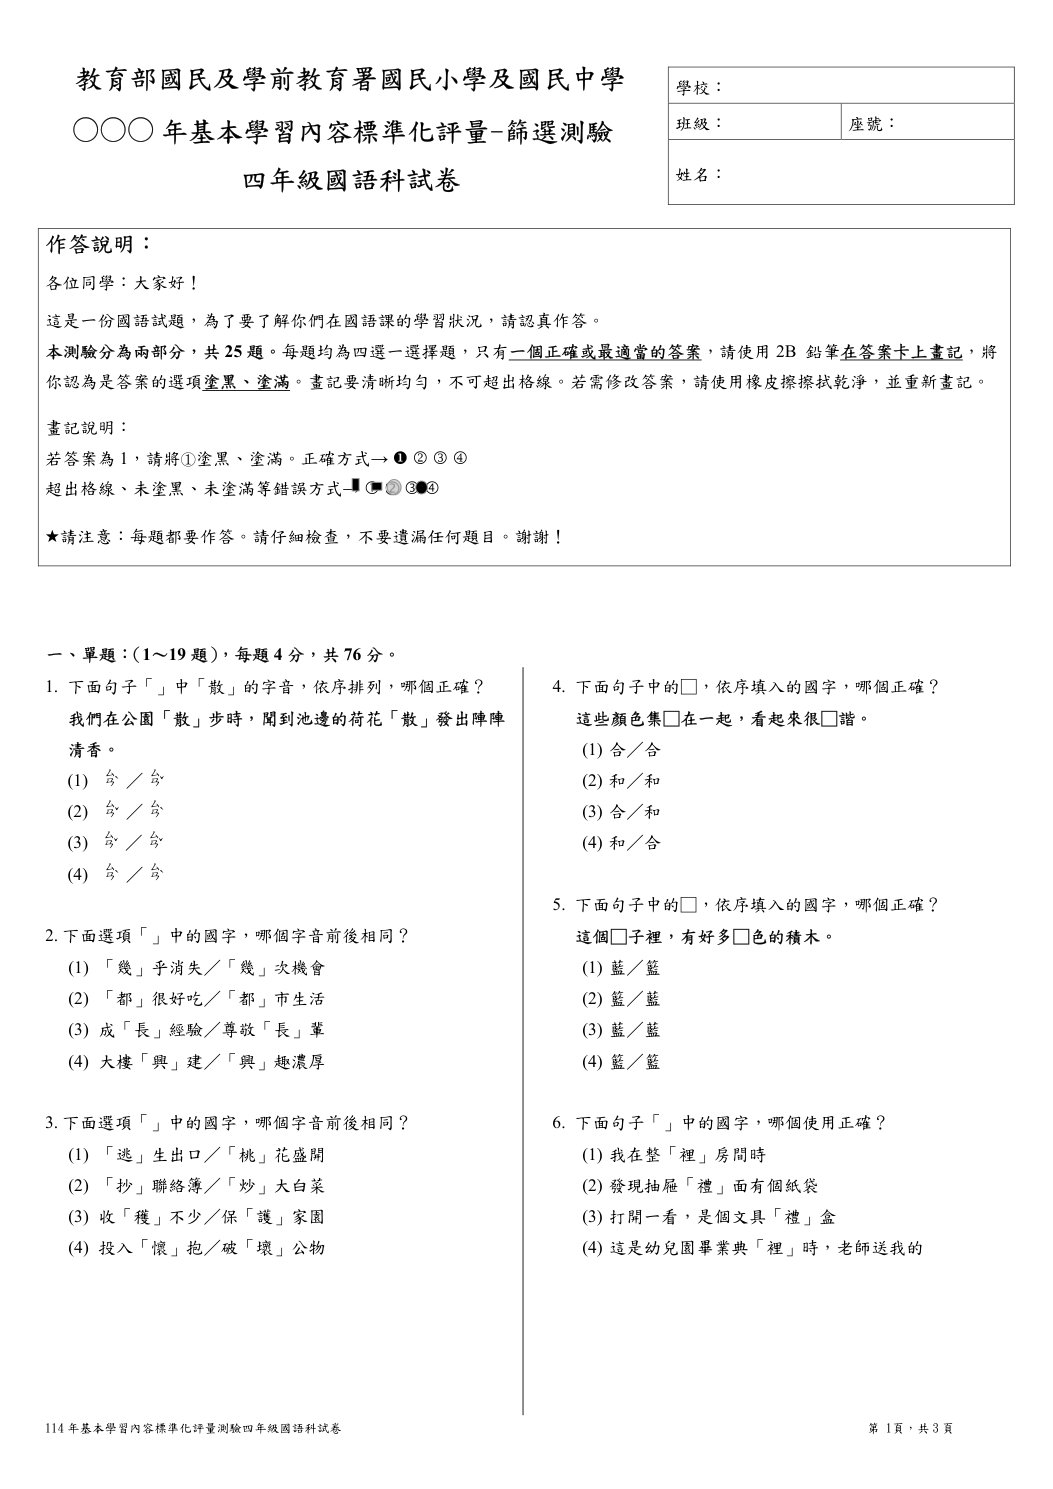 教育部國民及學前教育署國民小學及國民中學
○○○ 年基本學習內容標準化評量-篩選測驗
四年級國語科試卷
學校：
班級：
座號：
姓名：
作答說明：
各位同學：大家好！
這是一份國語試題，為了要了解你們在國語課的學習狀況，請認真作答。
本測驗分為兩部分，共 25 題。每題均為四選一選擇題，只有一個正確或最適當的答案，請使用 2B 鉛筆在答案卡上畫記，將
你認為是答案的選項塗黑、塗滿。畫記要清晰均勻，不可超出格線。若需修改答案，請使用橡皮擦擦拭乾淨，並重新畫記。
畫記說明：
若答案為 1，請將①塗黑、塗滿。正確方式→ ❶ ② ③ ④
超出格線、未塗黑、未塗滿等錯誤方式→ ② ③ ④
★請注意：每題都要作答。請仔細檢查，不要遺漏任何題目。謝謝！
一、單題：（1～19 題），每題 4 分，共 76 分。
1. 下面句子「」中「散」的字音，依序排列，哪個正確？
我們在公園「散」步時，聞到池邊的荷花「散」發出陣陣
清香。
(1) ㄙㄢˋ／ㄙㄢˇ
(2) ㄙㄢˇ／ㄙㄢˋ
(3) ㄙㄢˇ／ㄙㄢˇ
(4) ㄙㄢˋ／ㄙㄢˋ
2. 下面選項「」中的國字，哪個字音前後相同？
(1) 「幾」乎消失／「幾」次機會
(2) 「都」很好吃／「都」市生活
(3) 成「長」經驗／尊敬「長」輩
(4) 大樓「興」建／「興」趣濃厚
3. 下面選項「」中的國字，哪個字音前後相同？
(1) 「逃」生出口／「桃」花盛開
(2) 「抄」聯絡簿／「炒」大白菜
(3) 收「穫」不少／保「護」家園
(4) 投入「懷」抱／破「壞」公物
4. 下面句子中的□，依序填入的國字，哪個正確？
這些顏色集□在一起，看起來很□諧。
(1) 合／合
(2) 和／和
(3) 合／和
(4) 和／合
5. 下面句子中的□，依序填入的國字，哪個正確？
這個□子裡，有好多□色的積木。
(1) 藍／籃
(2) 籃／藍
(3) 藍／藍
(4) 籃／籃
6. 下面句子「」中的國字，哪個使用正確？
(1) 我在整「裡」房間時
(2) 發現抽屜「禮」面有個紙袋
(3) 打開一看，是個文具「禮」盒
(4) 這是幼兒園畢業典「裡」時，老師送我的
114 年基本學習內容標準化評量測驗四年級國語科試卷
第 1頁，共 3 頁